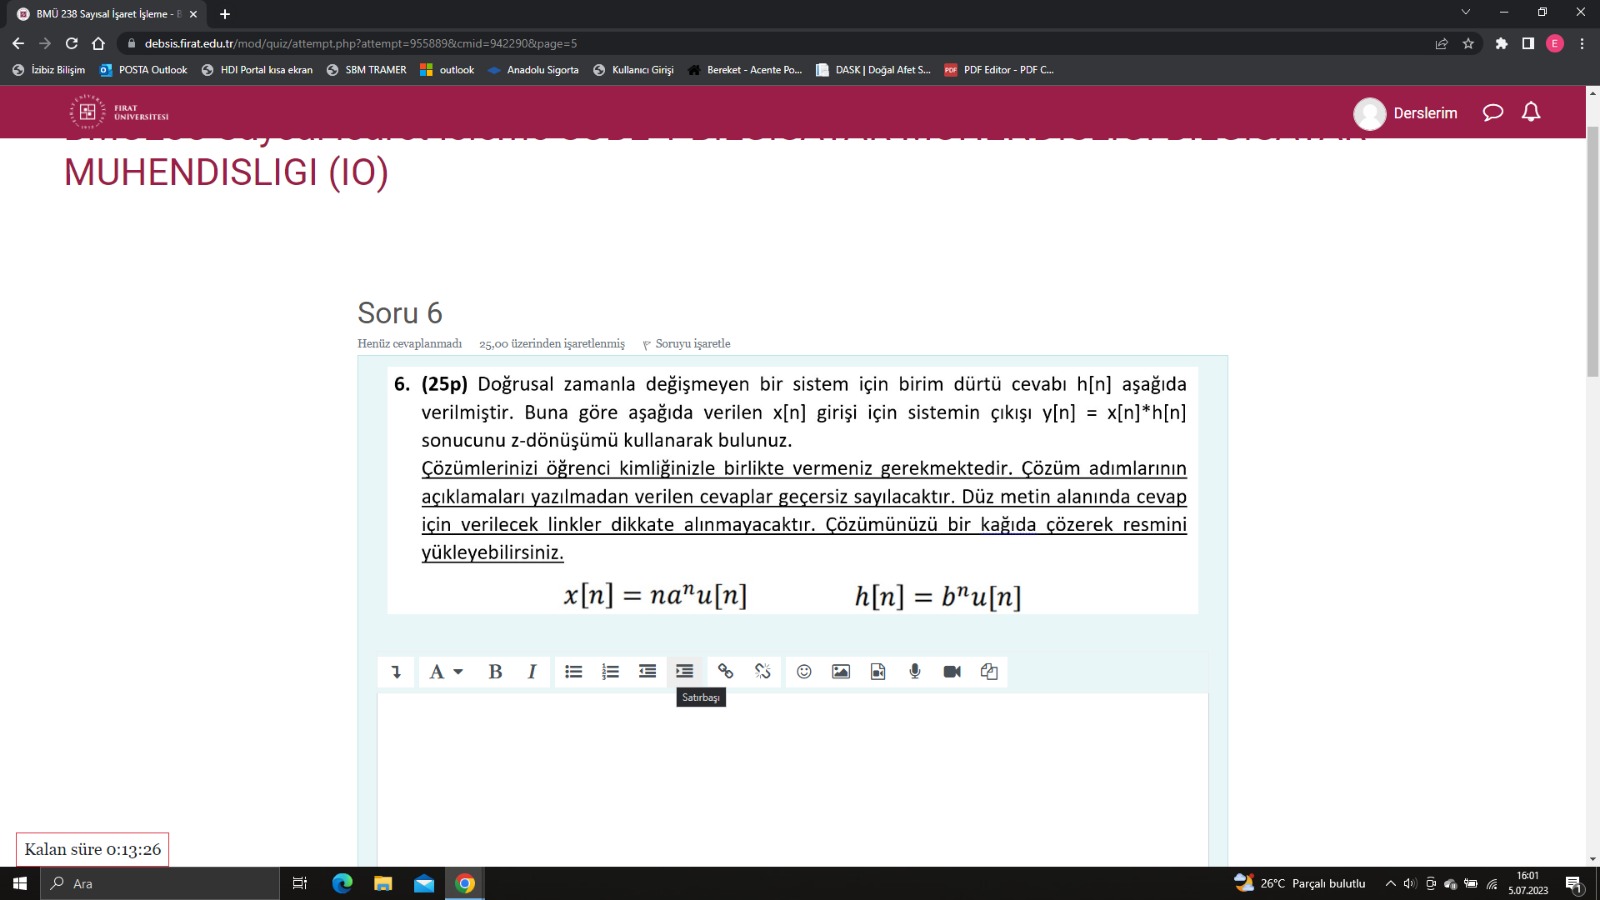 BMÜ 238 Sayısal İşaret İşleme - B
debsis.firat.edu.tr/mod/quiz/attempt.php?attempt=955889&cmid=942290&page=5
E
İzibiz Bilişim POSTA Outlook HDI Portal kısa ekran SBM TRAMER outlook Anadolu Sigorta Kullanıcı Girişi Bereket - Acente Po... DASK | Doğal Afet S... PDF Editor - PDF C...
FIRAT
ÜNİVERSİTESİ
Derslerim
MUHENDISLIGI (IO)
Soru 6
Henüz cevaplanmadı 25,00 üzerinden işaretlenmiş Soruyu işaretle
6. (25p) Doğrusal zamanla değişmeyen bir sistem için birim dürtü cevabı h[n] aşağıda
verilmiştir. Buna göre aşağıda verilen x[n] girişi için sistemin çıkışı y[n] = x[n]*h[n]
sonucunu z-dönüşümü kullanarak bulunuz.
Çözümlerinizi öğrenci kimliğinizle birlikte vermeniz gerekmektedir. Çözüm adımlarının
açıklamaları yazılmadan verilen cevaplar geçersiz sayılacaktır. Düz metin alanında cevap
için verilecek linkler dikkate alınmayacaktır. Çözümünüzü bir kağıda çözerek resmini
yükleyebilirsiniz.
x[n] = naⁿu[n] h[n] = bⁿu[n]
A B I
Satırbaşı
Kalan süre 0:13:26
Ara
26°C Parçalı bulutlu
16:01
5.07.2023
1